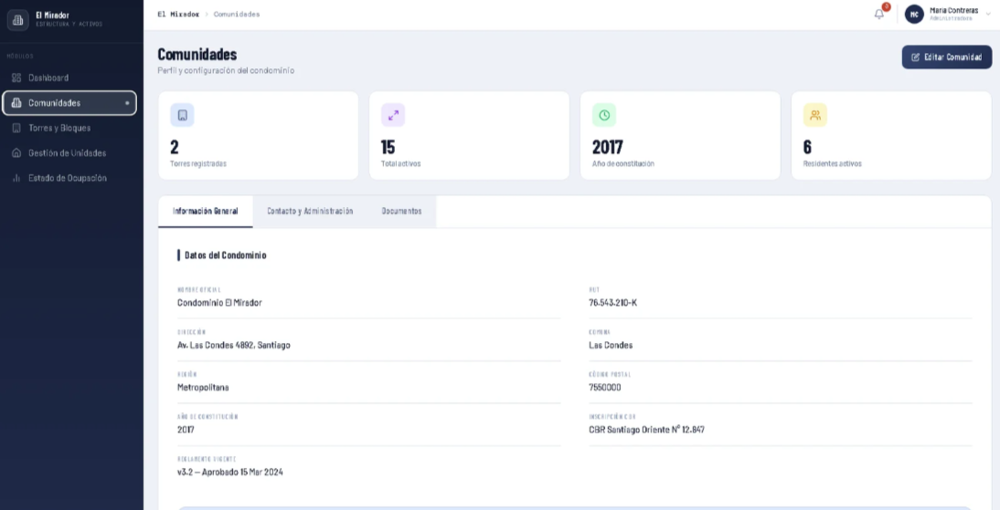 El Mirador
ESTRUCTURA Y ACTIVOS
MÓDULOS
Dashboard
Comunidades
Torres y Bloques
Gestión de Unidades
Estado de Ocupación
El Mirador > Comunidades
MC
María Contreras
Administradora
Comunidades
Perfil y configuración del condominio
Editar Comunidad
2
Torres registradas
15
Total activos
2017
Año de constitución
6
Residentes activos
Información General
Contacto y Administración
Documentos
Datos del Condominio
NOMBRE OFICIAL
Condominio El Mirador
RUT
76.543.210-K
DIRECCIÓN
Av. Las Condes 4892, Santiago
COMUNA
Las Condes
REGIÓN
Metropolitana
CÓDIGO POSTAL
7550000
AÑO DE CONSTITUCIÓN
2017
INSCRIPCIÓN CBR
CBR Santiago Oriente N° 12.847
REGLAMENTO VIGENTE
v3.2 — Aprobado 15 Mar 2024